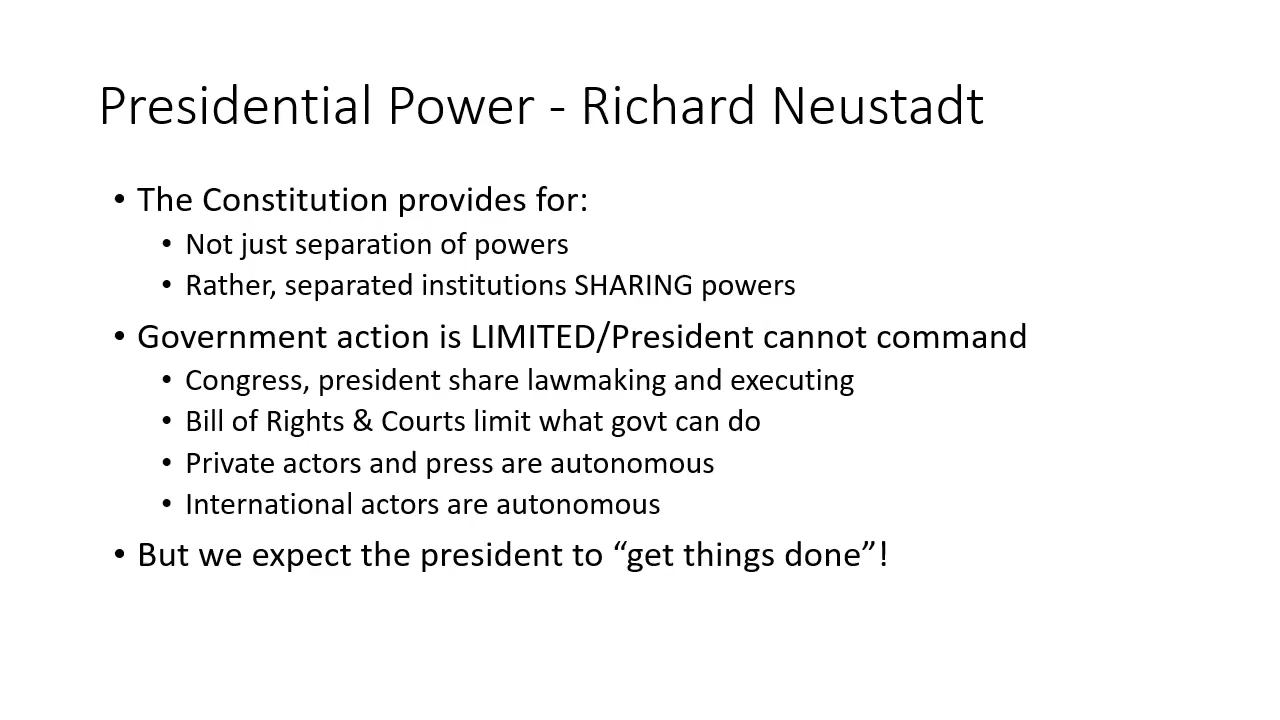 Presidential Power - Richard Neustadt
• The Constitution provides for:
• Not just separation of powers
• Rather, separated institutions SHARING powers
• Government action is LIMITED/President cannot command
• Congress, president share lawmaking and executing
• Bill of Rights & Courts limit what govt can do
• Private actors and press are autonomous
• International actors are autonomous
• But we expect the president to “get things done”!